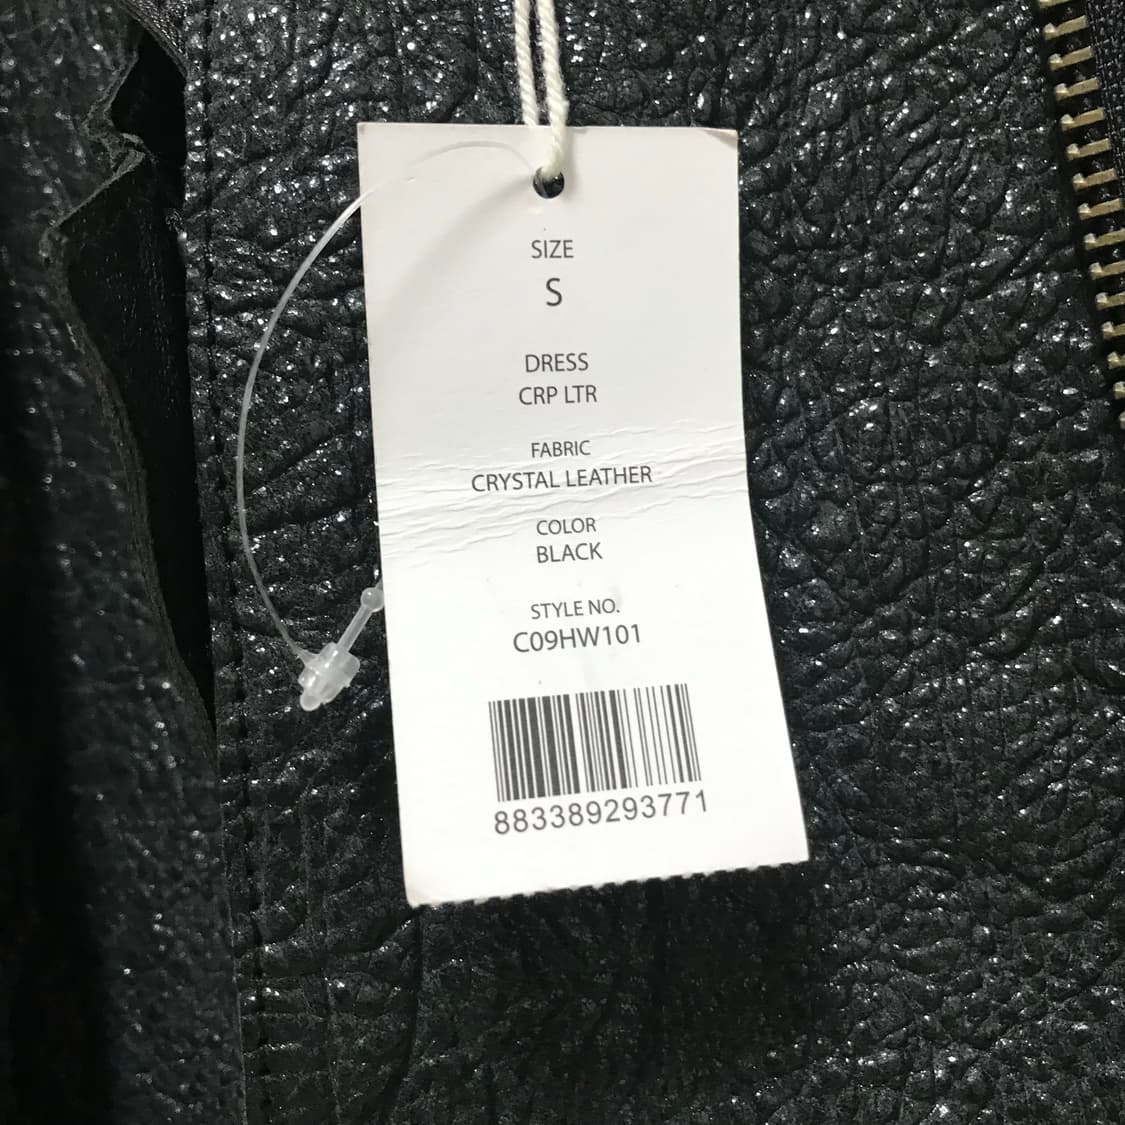 SIZE
S
DRESS
CRP LTR
FABRIC
CRYSTAL LEATHER
COLOR
BLACK
STYLE NO.
C09HW101
883389293771